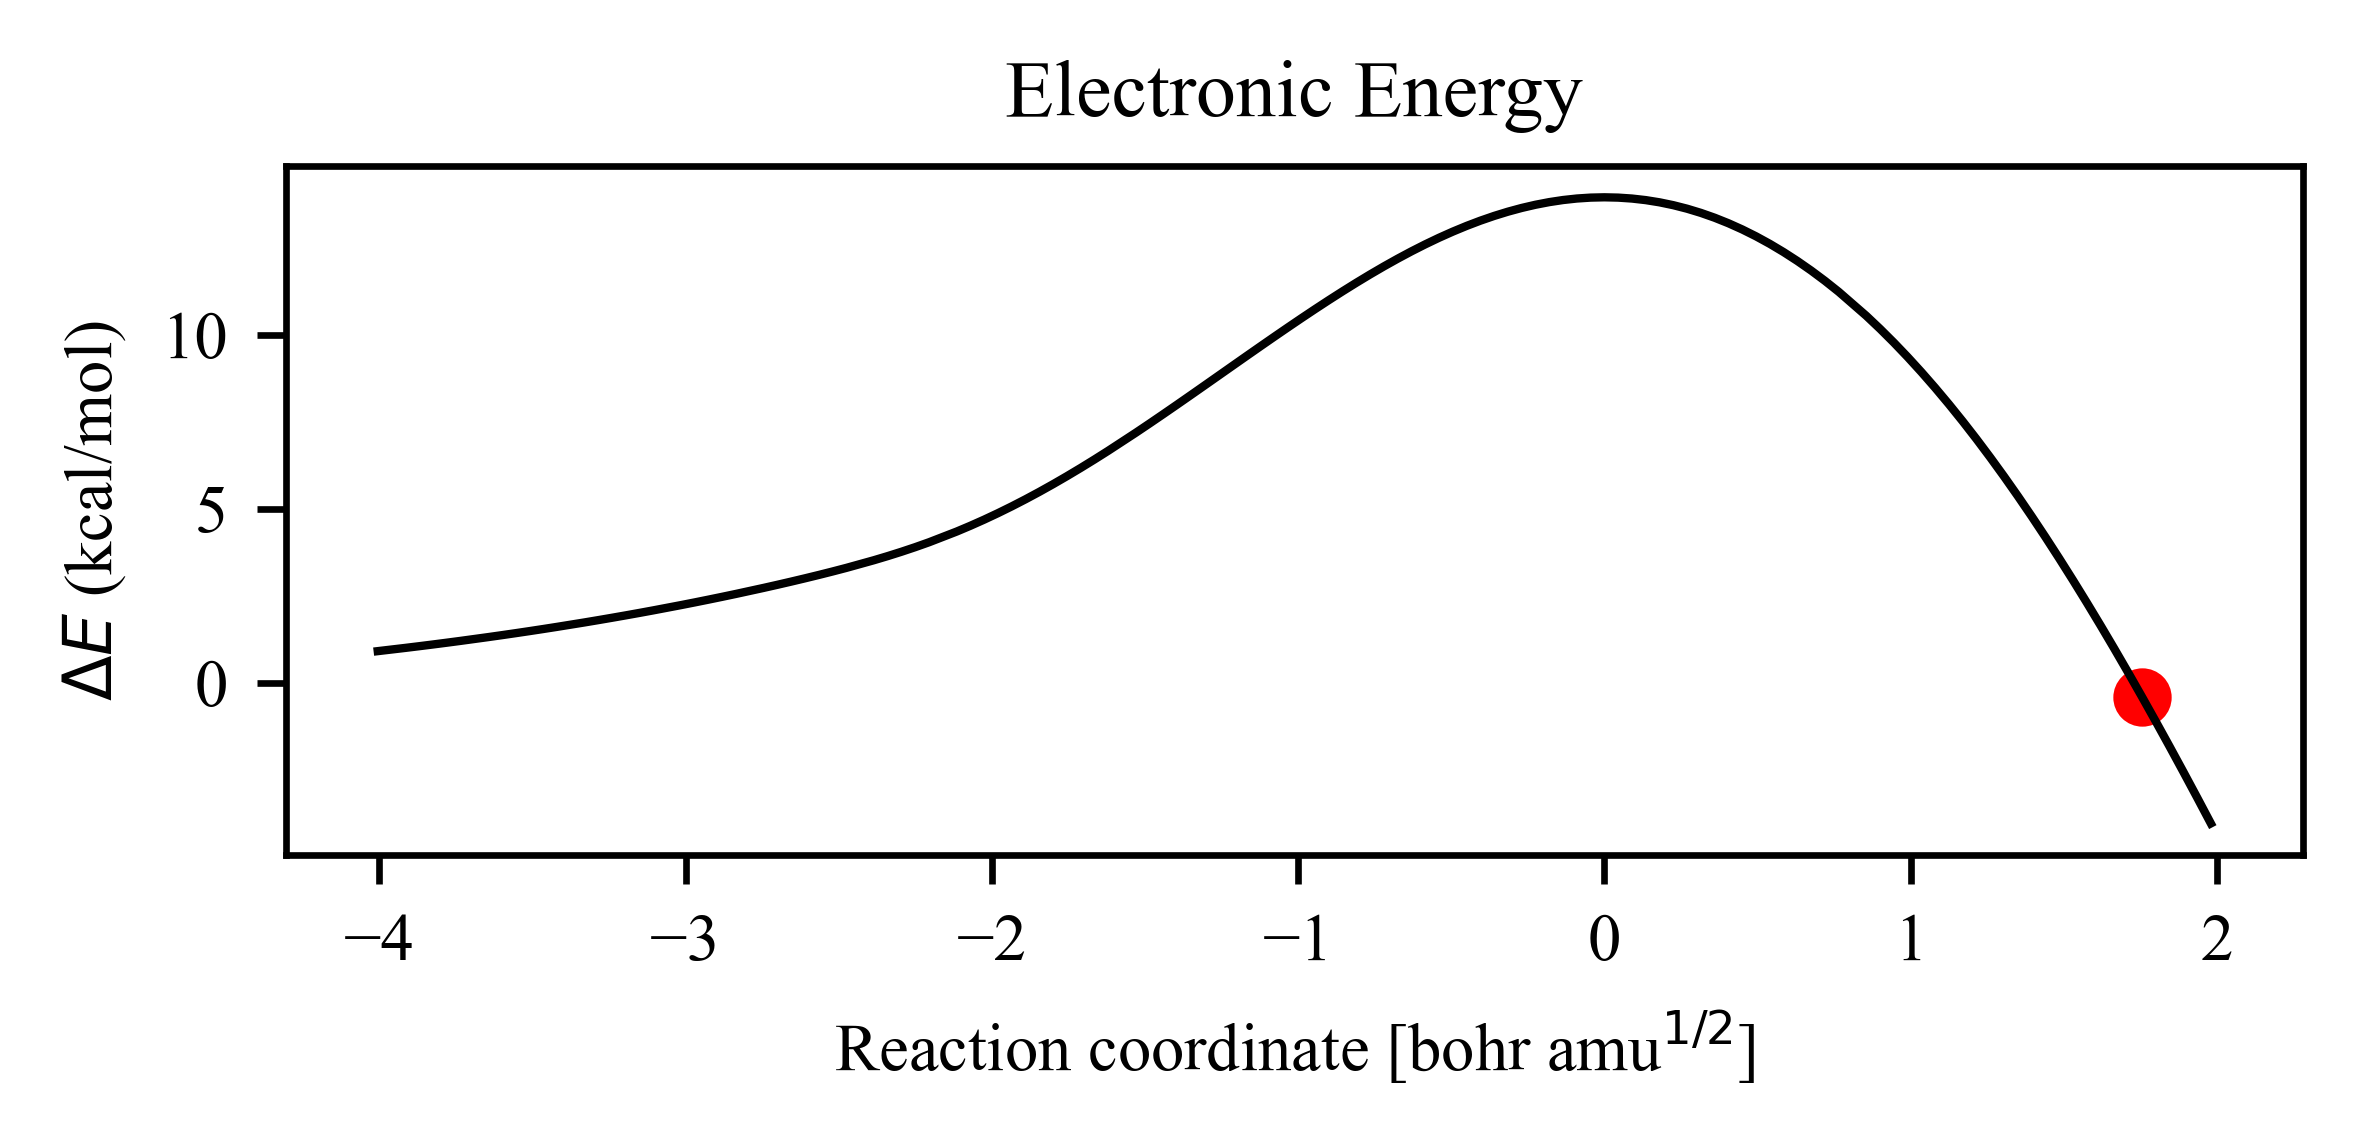 Electronic Energy
ΔE (kcal/mol)
10
5
0
−4 −3 −2 −1 0 1 2
Reaction coordinate [bohr amu^{1/2}]